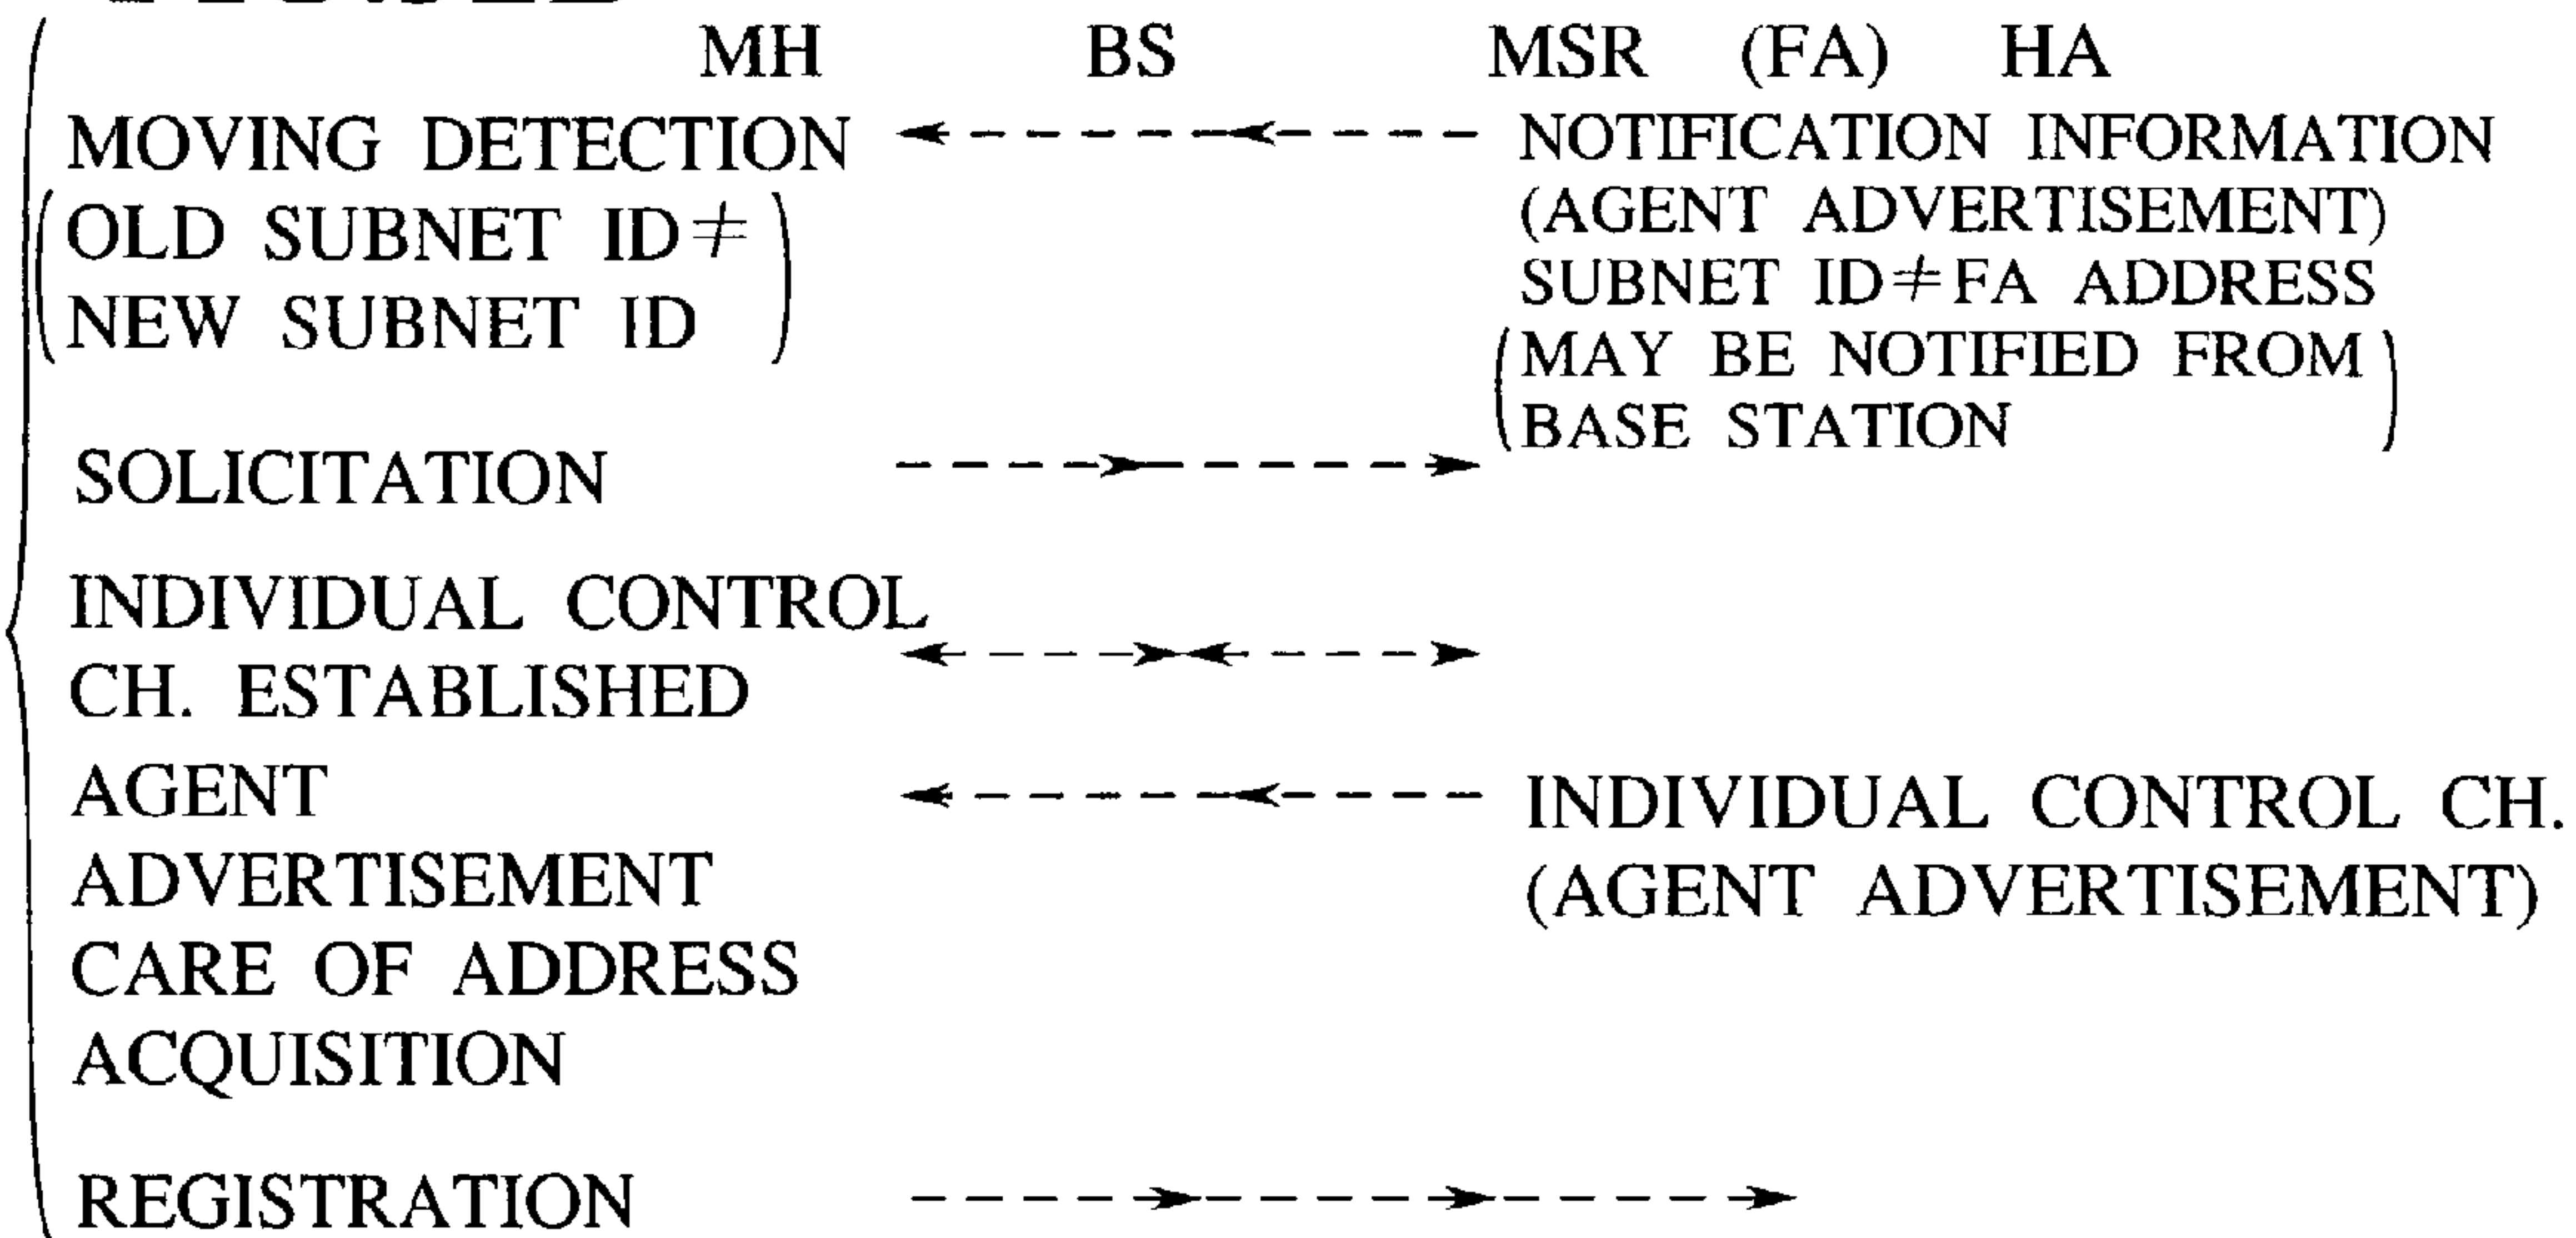 MH BS MSR (FA) HA
MOVING DETECTION NOTIFICATION INFORMATION
(OLD SUBNET ID≠ (AGENT ADVERTISEMENT)
NEW SUBNET ID) SUBNET ID≠FA ADDRESS
(MAY BE NOTIFIED FROM
BASE STATION)
SOLICITATION
INDIVIDUAL CONTROL
CH. ESTABLISHED
AGENT INDIVIDUAL CONTROL CH.
ADVERTISEMENT (AGENT ADVERTISEMENT)
CARE OF ADDRESS
ACQUISITION
REGISTRATION